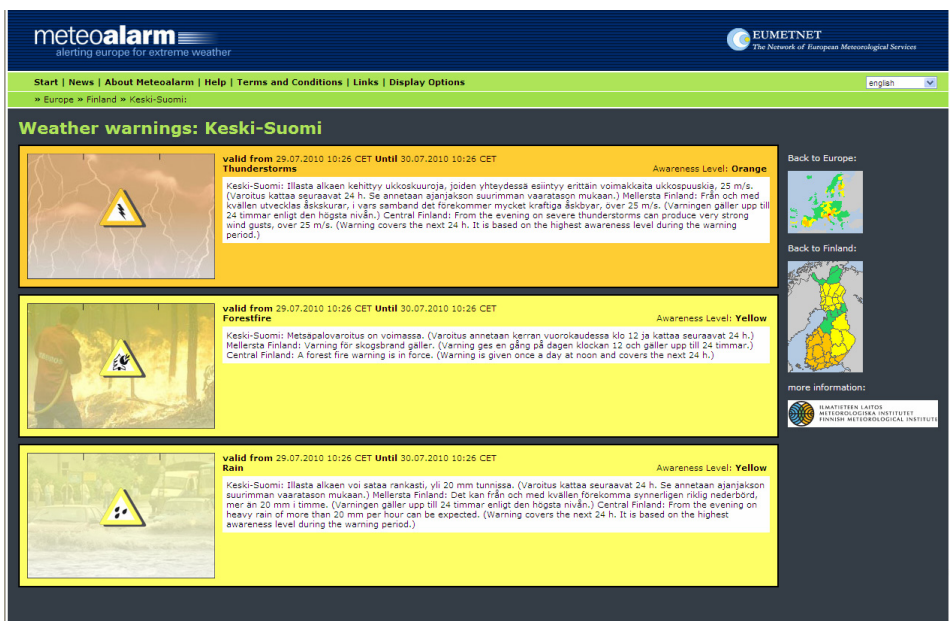 meteoalarm
alerting europe for extreme weather
EUMETNET
The Network of European Meteorological Services
Start | News | About Meteoalarm | Help | Terms and Conditions | Links | Display Options
english
» Europe » Finland » Keski-Suomi:
Weather warnings: Keski-Suomi
valid from 29.07.2010 10:26 CET Until 30.07.2010 10:26 CET
Thunderstorms Awareness Level: Orange
Keski-Suomi: Illasta alkaen kehittyy ukkoskuuroja, joiden yhteydessä esiintyy erittäin voimakkaita ukkospuuskia, 25 m/s.
(Varoitus kattaa seuraavat 24 h. Se annetaan ajanjakson suurimman vaaratason mukaan.) Mellersta Finland: Från och med
kvällen utvecklas åskskurar, i vars samband det förekommer mycket kraftiga åskbyar, över 25 m/s. (Varningen gäller upp till
24 timmar enligt den högsta nivån.) Central Finland: From the evening on severe thunderstorms can produce very strong
wind gusts, over 25 m/s. (Warning covers the next 24 h. It is based on the highest awareness level during the warning
period.)
valid from 29.07.2010 10:26 CET Until 30.07.2010 10:26 CET
Forestfire Awareness Level: Yellow
Keski-Suomi: Metsäpalovaroitus on voimassa. (Varoitus annetaan kerran vuorokaudessa klo 12 ja kattaa seuraavat 24 h.)
Mellersta Finland: Varning för skogsbrand gäller. (Varning ges en gång på dagen klockan 12 och gäller upp till 24 timmar.)
Central Finland: A forest fire warning is in force. (Warning is given once a day at noon and covers the next 24 h.)
valid from 29.07.2010 10:26 CET Until 30.07.2010 10:26 CET
Rain Awareness Level: Yellow
Keski-Suomi: Illasta alkaen voi sataa rankasti, yli 20 mm tunnissa. (Varoitus kattaa seuraavat 24 h. Se annetaan ajanjakson
suurimman vaaratason mukaan.) Mellersta Finland: Det kan från och med kvällen förekomma synnerligen riklig nederbörd,
mer än 20 mm i timme. (Varningen gäller upp till 24 timmar enligt den högsta nivån.) Central Finland: From the evening on
heavy rain of more than 20 mm per hour can be expected. (Warning covers the next 24 h. It is based on the highest
awareness level during the warning period.)
Back to Europe:
Back to Finland:
more information:
ILMATIETEEN LAITOS
METEOROLOGISKA INSTITUTET
FINNISH METEOROLOGICAL INSTITUTE